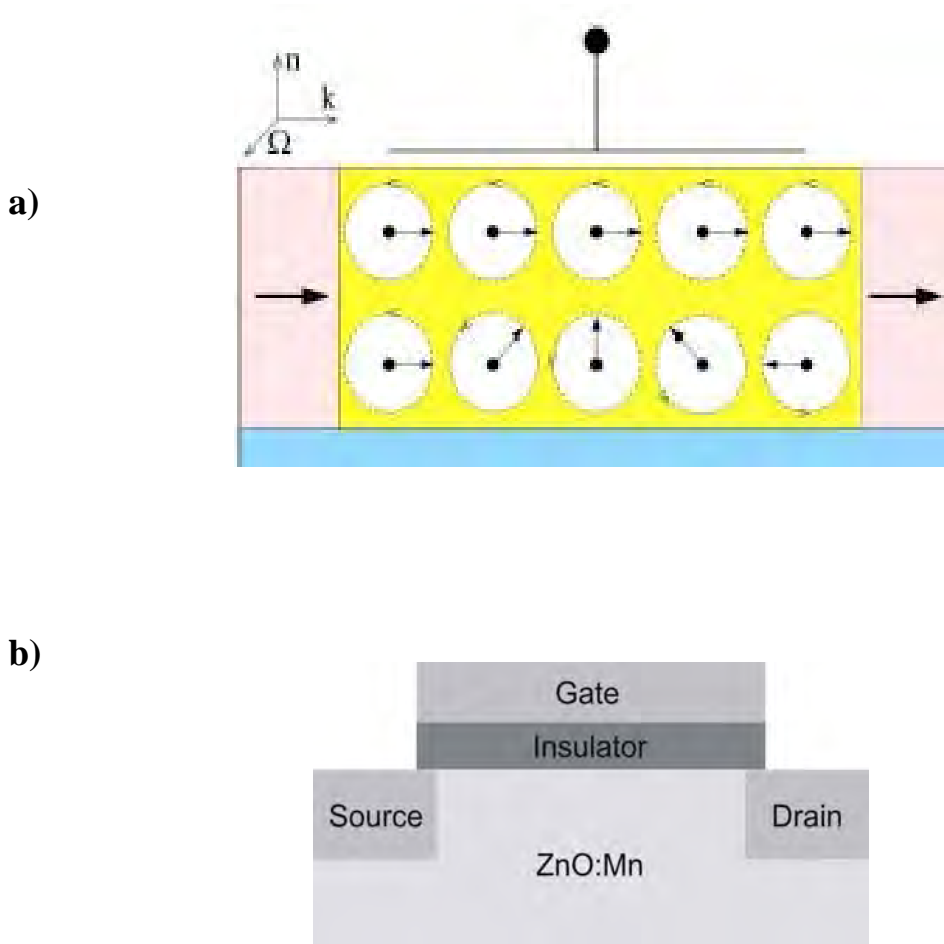 n
k
Ω
a)
b)
Gate
Insulator
Source
Drain
ZnO:Mn